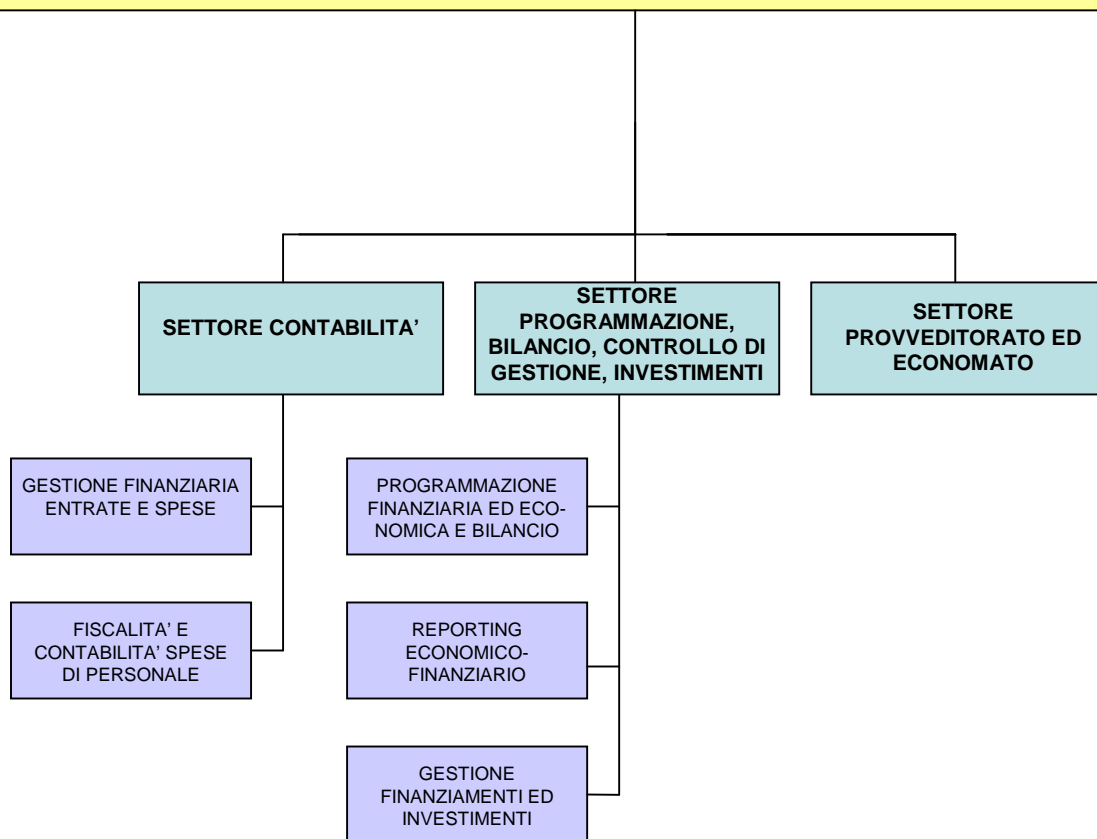 SETTORE CONTABILITA’
SETTORE
PROGRAMMAZIONE,
BILANCIO, CONTROLLO DI
GESTIONE, INVESTIMENTI
SETTORE
PROVVEDITORATO ED
ECONOMATO
GESTIONE FINANZIARIA
ENTRATE E SPESE
FISCALITA’ E
CONTABILITA’ SPESE
DI PERSONALE
PROGRAMMAZIONE
FINANZIARIA ED ECO-
NOMICA E BILANCIO
REPORTING
ECONOMICO-
FINANZIARIO
GESTIONE
FINANZIAMENTI ED
INVESTIMENTI